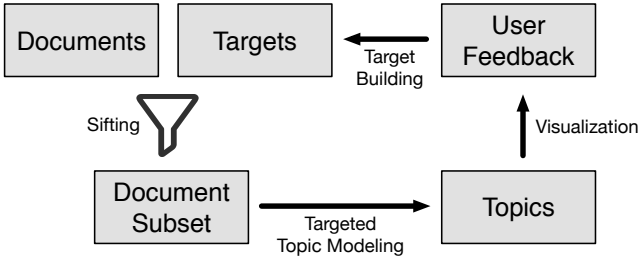 Documents
Targets
User
Feedback
Target
Building
Sifting
Visualization
Document
Subset
Targeted
Topic Modeling
Topics